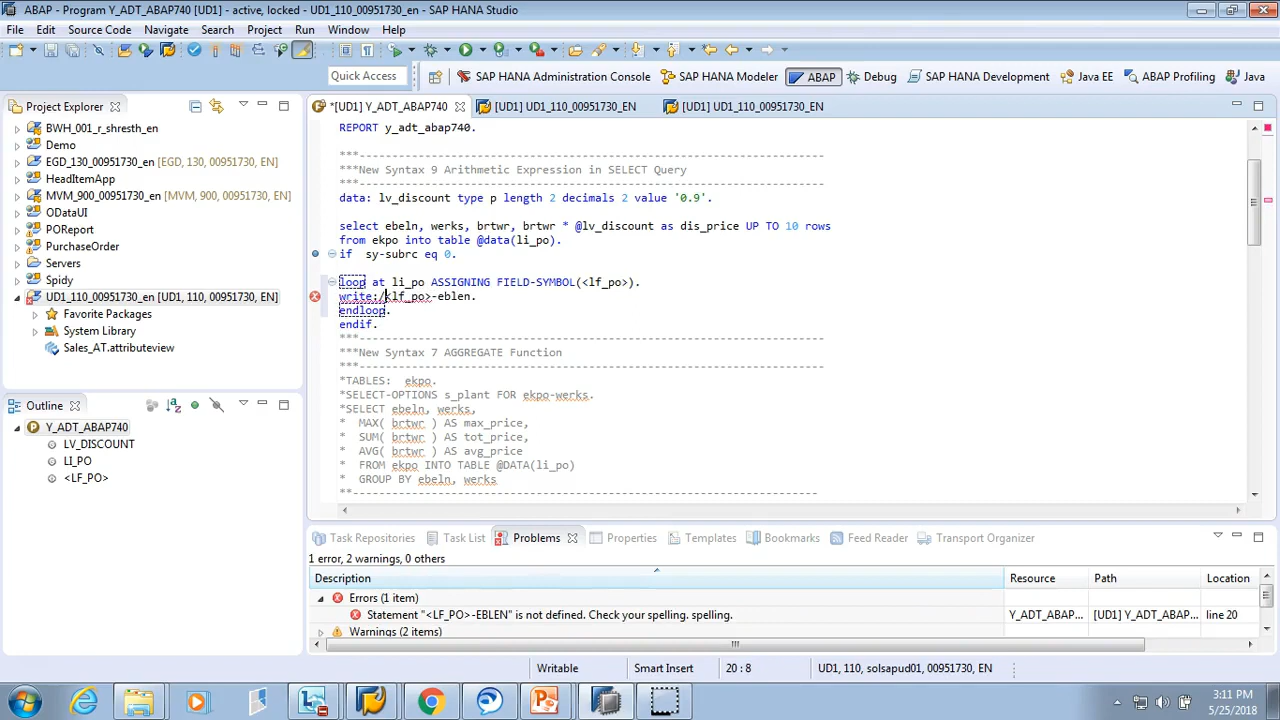 ABAP - Program Y_ADT_ABAP740 [UD1] - active, locked - UD1_110_00951730_en - SAP HANA Studio
File Edit Source Code Navigate Search Project Run Window Help
Quick Access SAP HANA Administration Console SAP HANA Modeler ABAP Debug SAP HANA Development Java EE ABAP Profiling Java
Project Explorer
BWH_001_r_shresth_en
Demo
EGD_130_00951730_en [EGD, 130, 00951730, EN]
HeadItemApp
MVM_900_00951730_en [MVM, 900, 00951730, EN]
ODataUI
POReport
PurchaseOrder
Servers
Spidy
UD1_110_00951730_en [UD1, 110, 00951730, EN]
Favorite Packages
System Library
Sales_AT.attributeview
Outline
Y_ADT_ABAP740
LV_DISCOUNT
LI_PO
<LF_PO>
*[UD1] Y_ADT_ABAP740 [UD1] UD1_110_00951730_en [UD1] UD1_110_00951730_en
REPORT y_adt_abap740.
***---------------------------------------------------------------------
***New Syntax 9 Arithmetic Expression in SELECT Query
***---------------------------------------------------------------------
data: lv_discount type p length 2 decimals 2 value '0.9'.
select ebeln, werks, brtwr, brtwr * @lv_discount as dis_price UP TO 10 rows
from ekpo into table @data(li_po).
if sy-subrc eq 0.
loop at li_po ASSIGNING FIELD-SYMBOL(<lf_po>).
write:/<lf_po>-eblen.
endloop.
endif.
***---------------------------------------------------------------------
***New Syntax 7 AGGREGATE Function
***---------------------------------------------------------------------
*TABLES: ekpo.
*SELECT-OPTIONS s_plant FOR ekpo-werks.
*SELECT ebeln, werks,
* MAX( brtwr ) AS max_price,
* SUM( brtwr ) AS tot_price,
* AVG( brtwr ) AS avg_price
* FROM ekpo INTO TABLE @DATA(li_po)
* GROUP BY ebeln, werks
**---------------------------------------------------------------------
Task Repositories Task List Problems Properties Templates Bookmarks Feed Reader Transport Organizer
1 error, 2 warnings, 0 others
Description Resource Path Location
Errors (1 item)
Statement "<LF_PO>-EBLEN" is not defined. Check your spelling. spelling. Y_ADT_ABAP... [UD1] Y_ADT_ABAP... line 20
Warnings (2 items)
Writable Smart Insert 20 : 8 UD1, 110, solsapud01, 00951730, EN
3:11 PM
5/25/2018